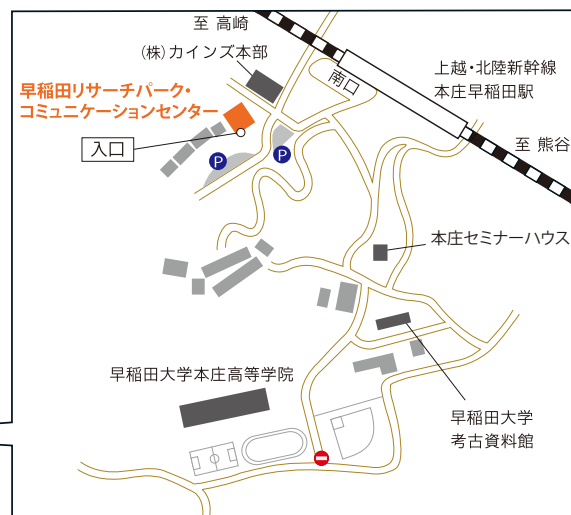 至 高崎
(株)カインズ本部
早稲田リサーチパーク・
コミュニケーションセンター
入口
P
P
南口
上越・北陸新幹線
本庄早稲田駅
至 熊谷
本庄セミナーハウス
早稲田大学本庄高等学院
早稲田大学
考古資料館